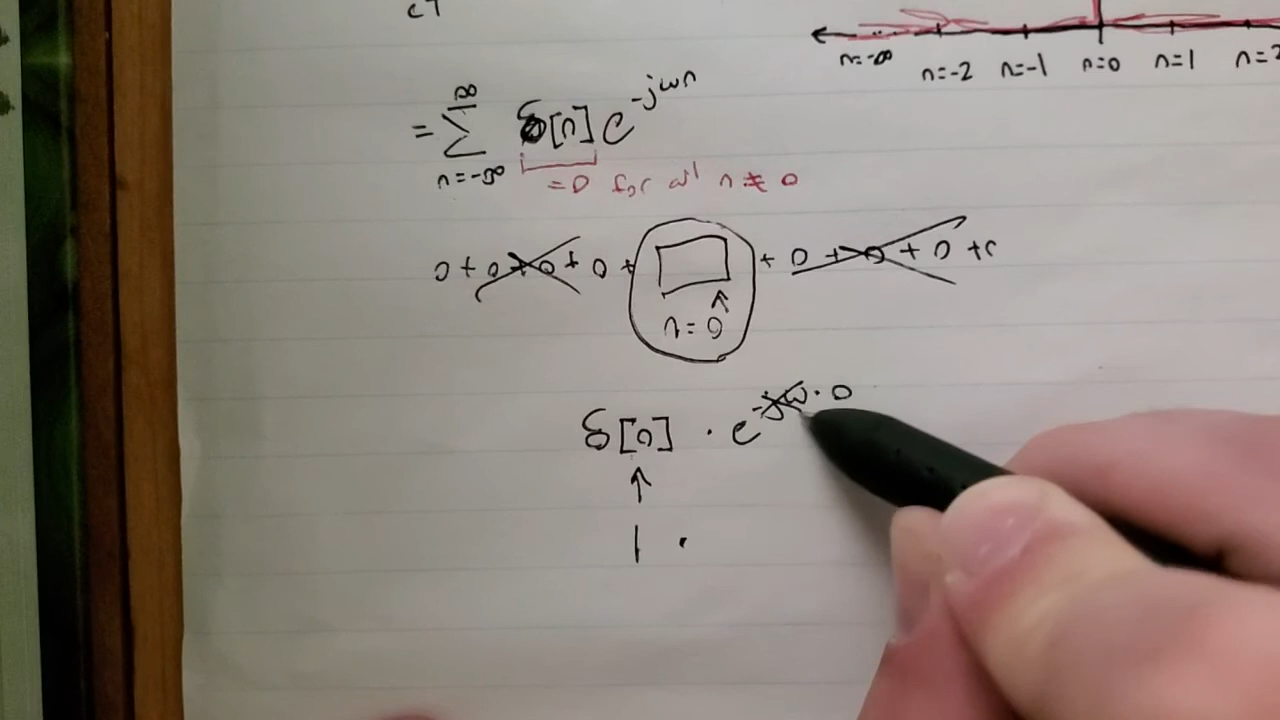 n=-∞ n=-2 n=-1 n=0 n=1 n=2
∞
= Σ δ[n] e^-jωn
n=-∞
=0 for all n ≠ 0
0 + 0 + 0 + 0 + □ + 0 + 0 + 0 + 0
↑
n=0
δ[0] · e^-jω·0
↑
1 ·